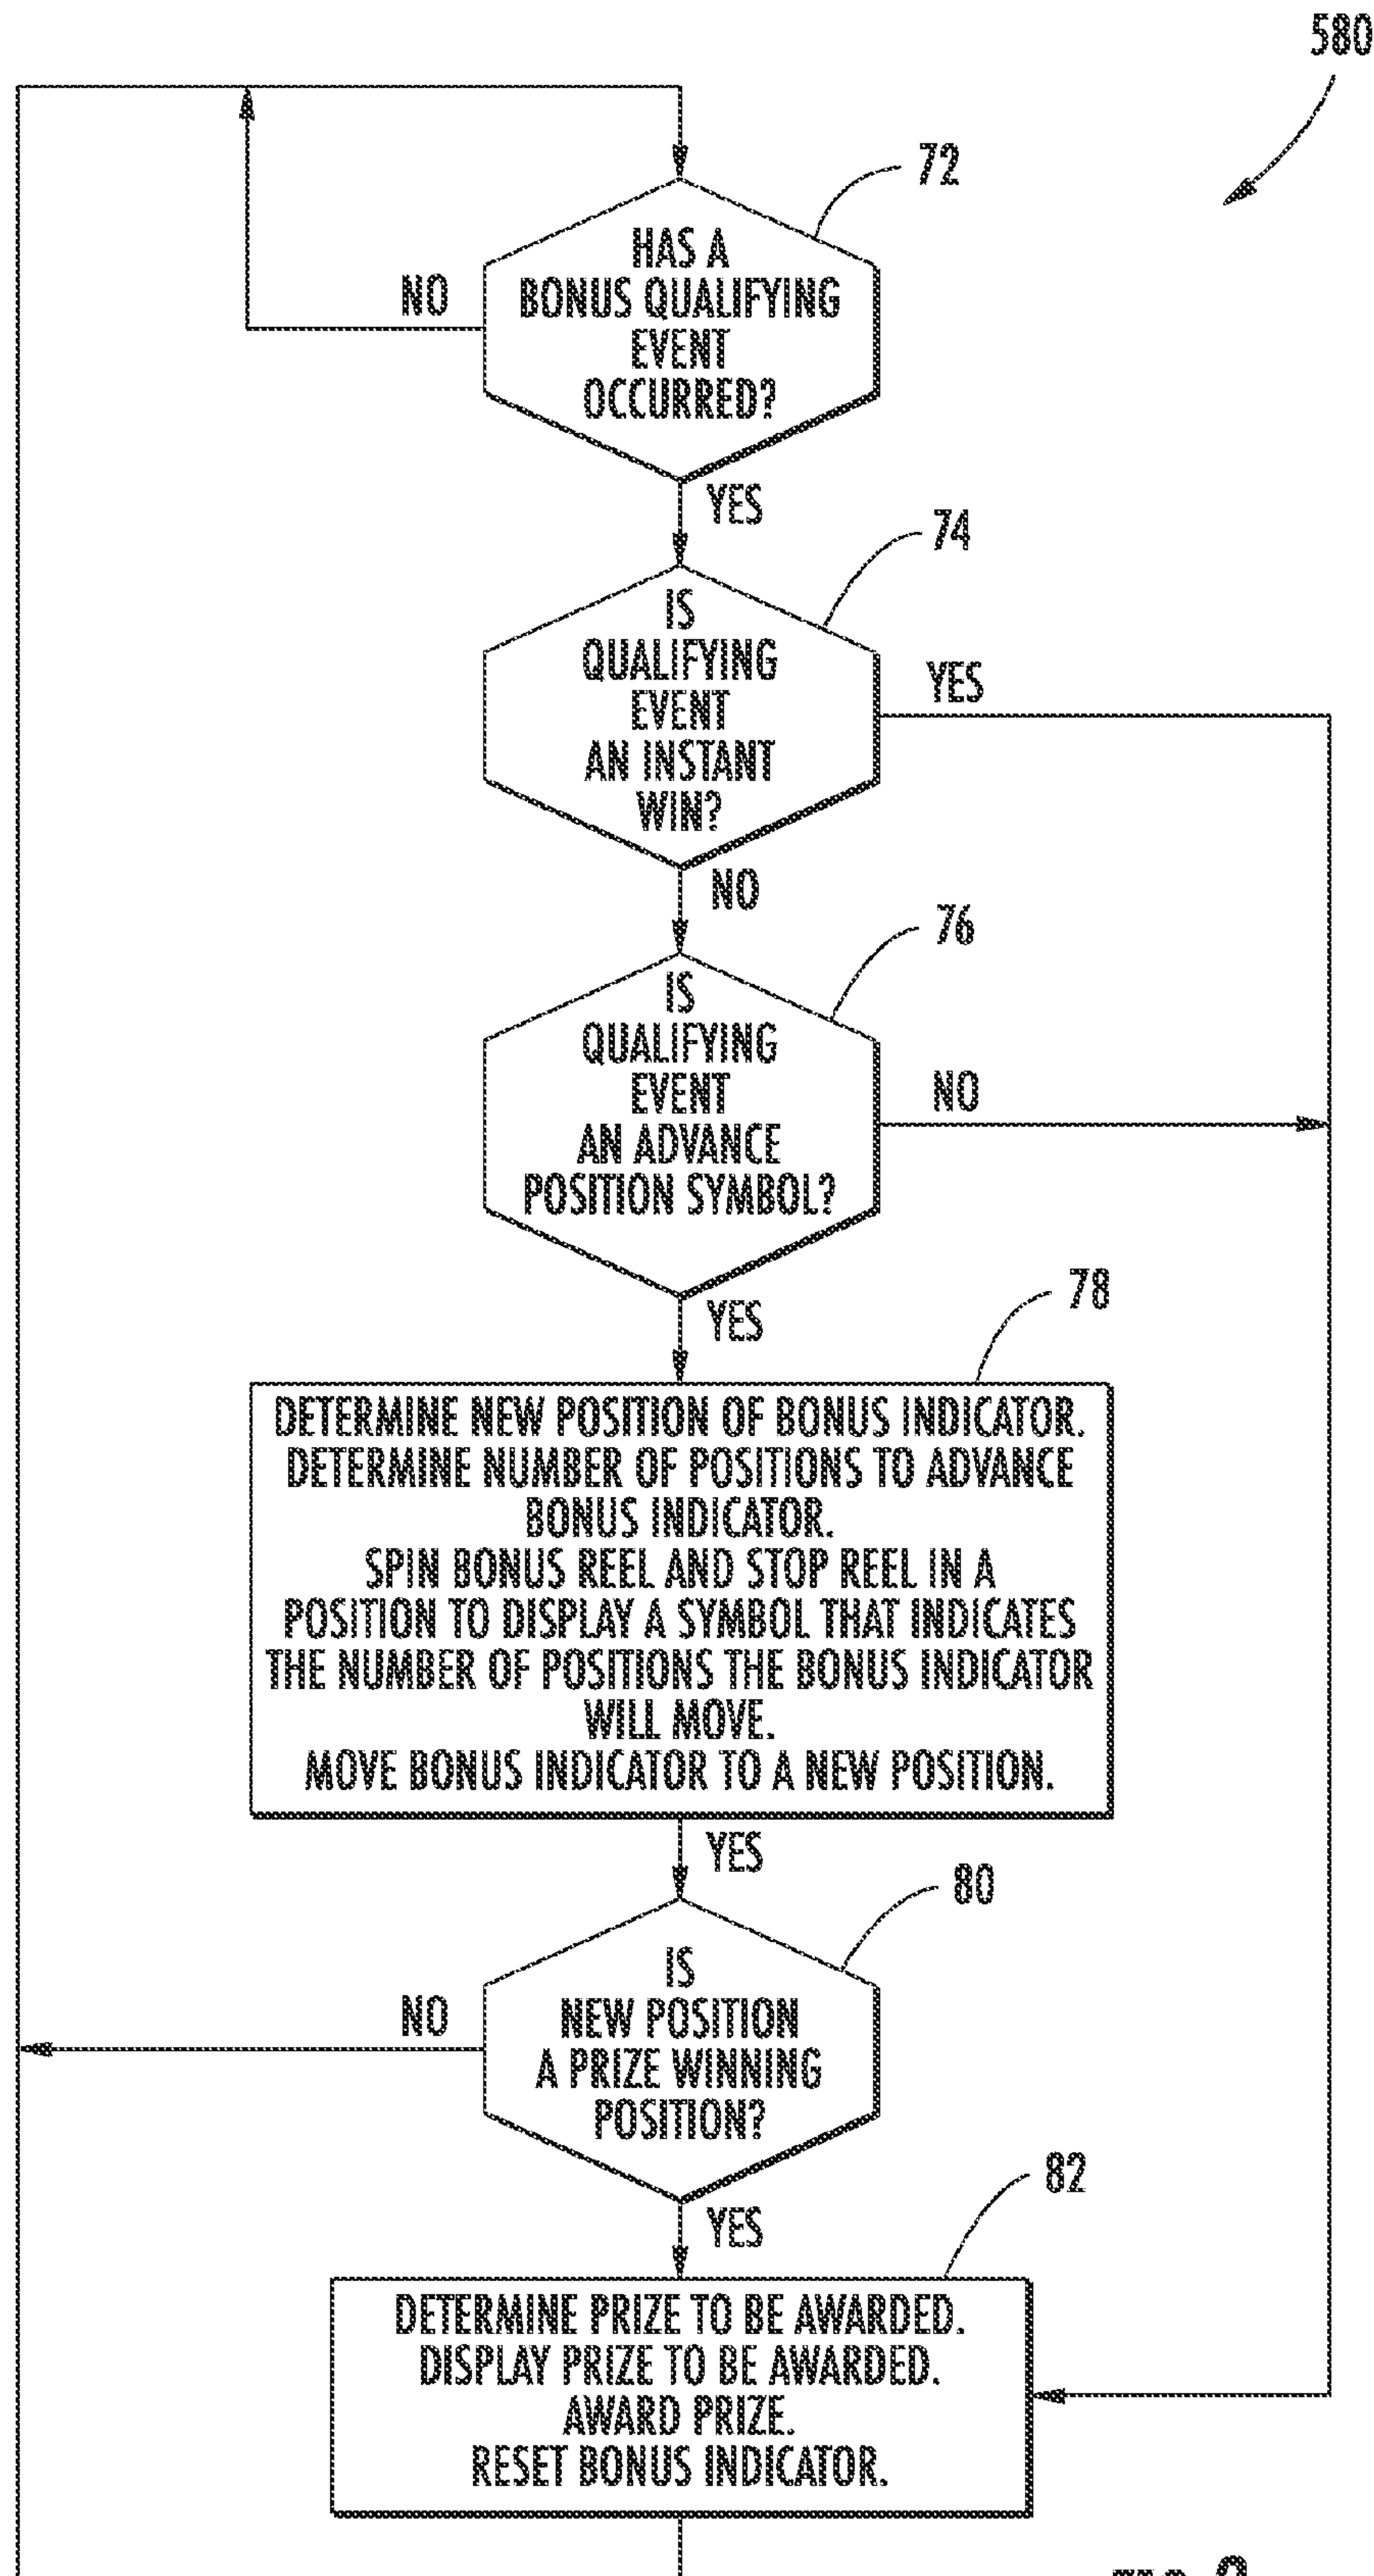 580
72
HAS A
BONUS QUALIFYING
EVENT
OCCURRED?
NO
YES
74
IS
QUALIFYING
EVENT
AN INSTANT
WIN?
YES
NO
76
IS
QUALIFYING
EVENT
AN ADVANCE
POSITION SYMBOL?
NO
YES
78
DETERMINE NEW POSITION OF BONUS INDICATOR.
DETERMINE NUMBER OF POSITIONS TO ADVANCE
BONUS INDICATOR.
SPIN BONUS REEL AND STOP REEL IN A
POSITION TO DISPLAY A SYMBOL THAT INDICATES
THE NUMBER OF POSITIONS THE BONUS INDICATOR
WILL MOVE.
MOVE BONUS INDICATOR TO A NEW POSITION.
YES
80
IS
NEW POSITION
A PRIZE WINNING
POSITION?
NO
YES
82
DETERMINE PRIZE TO BE AWARDED.
DISPLAY PRIZE TO BE AWARDED.
AWARD PRIZE.
RESET BONUS INDICATOR.